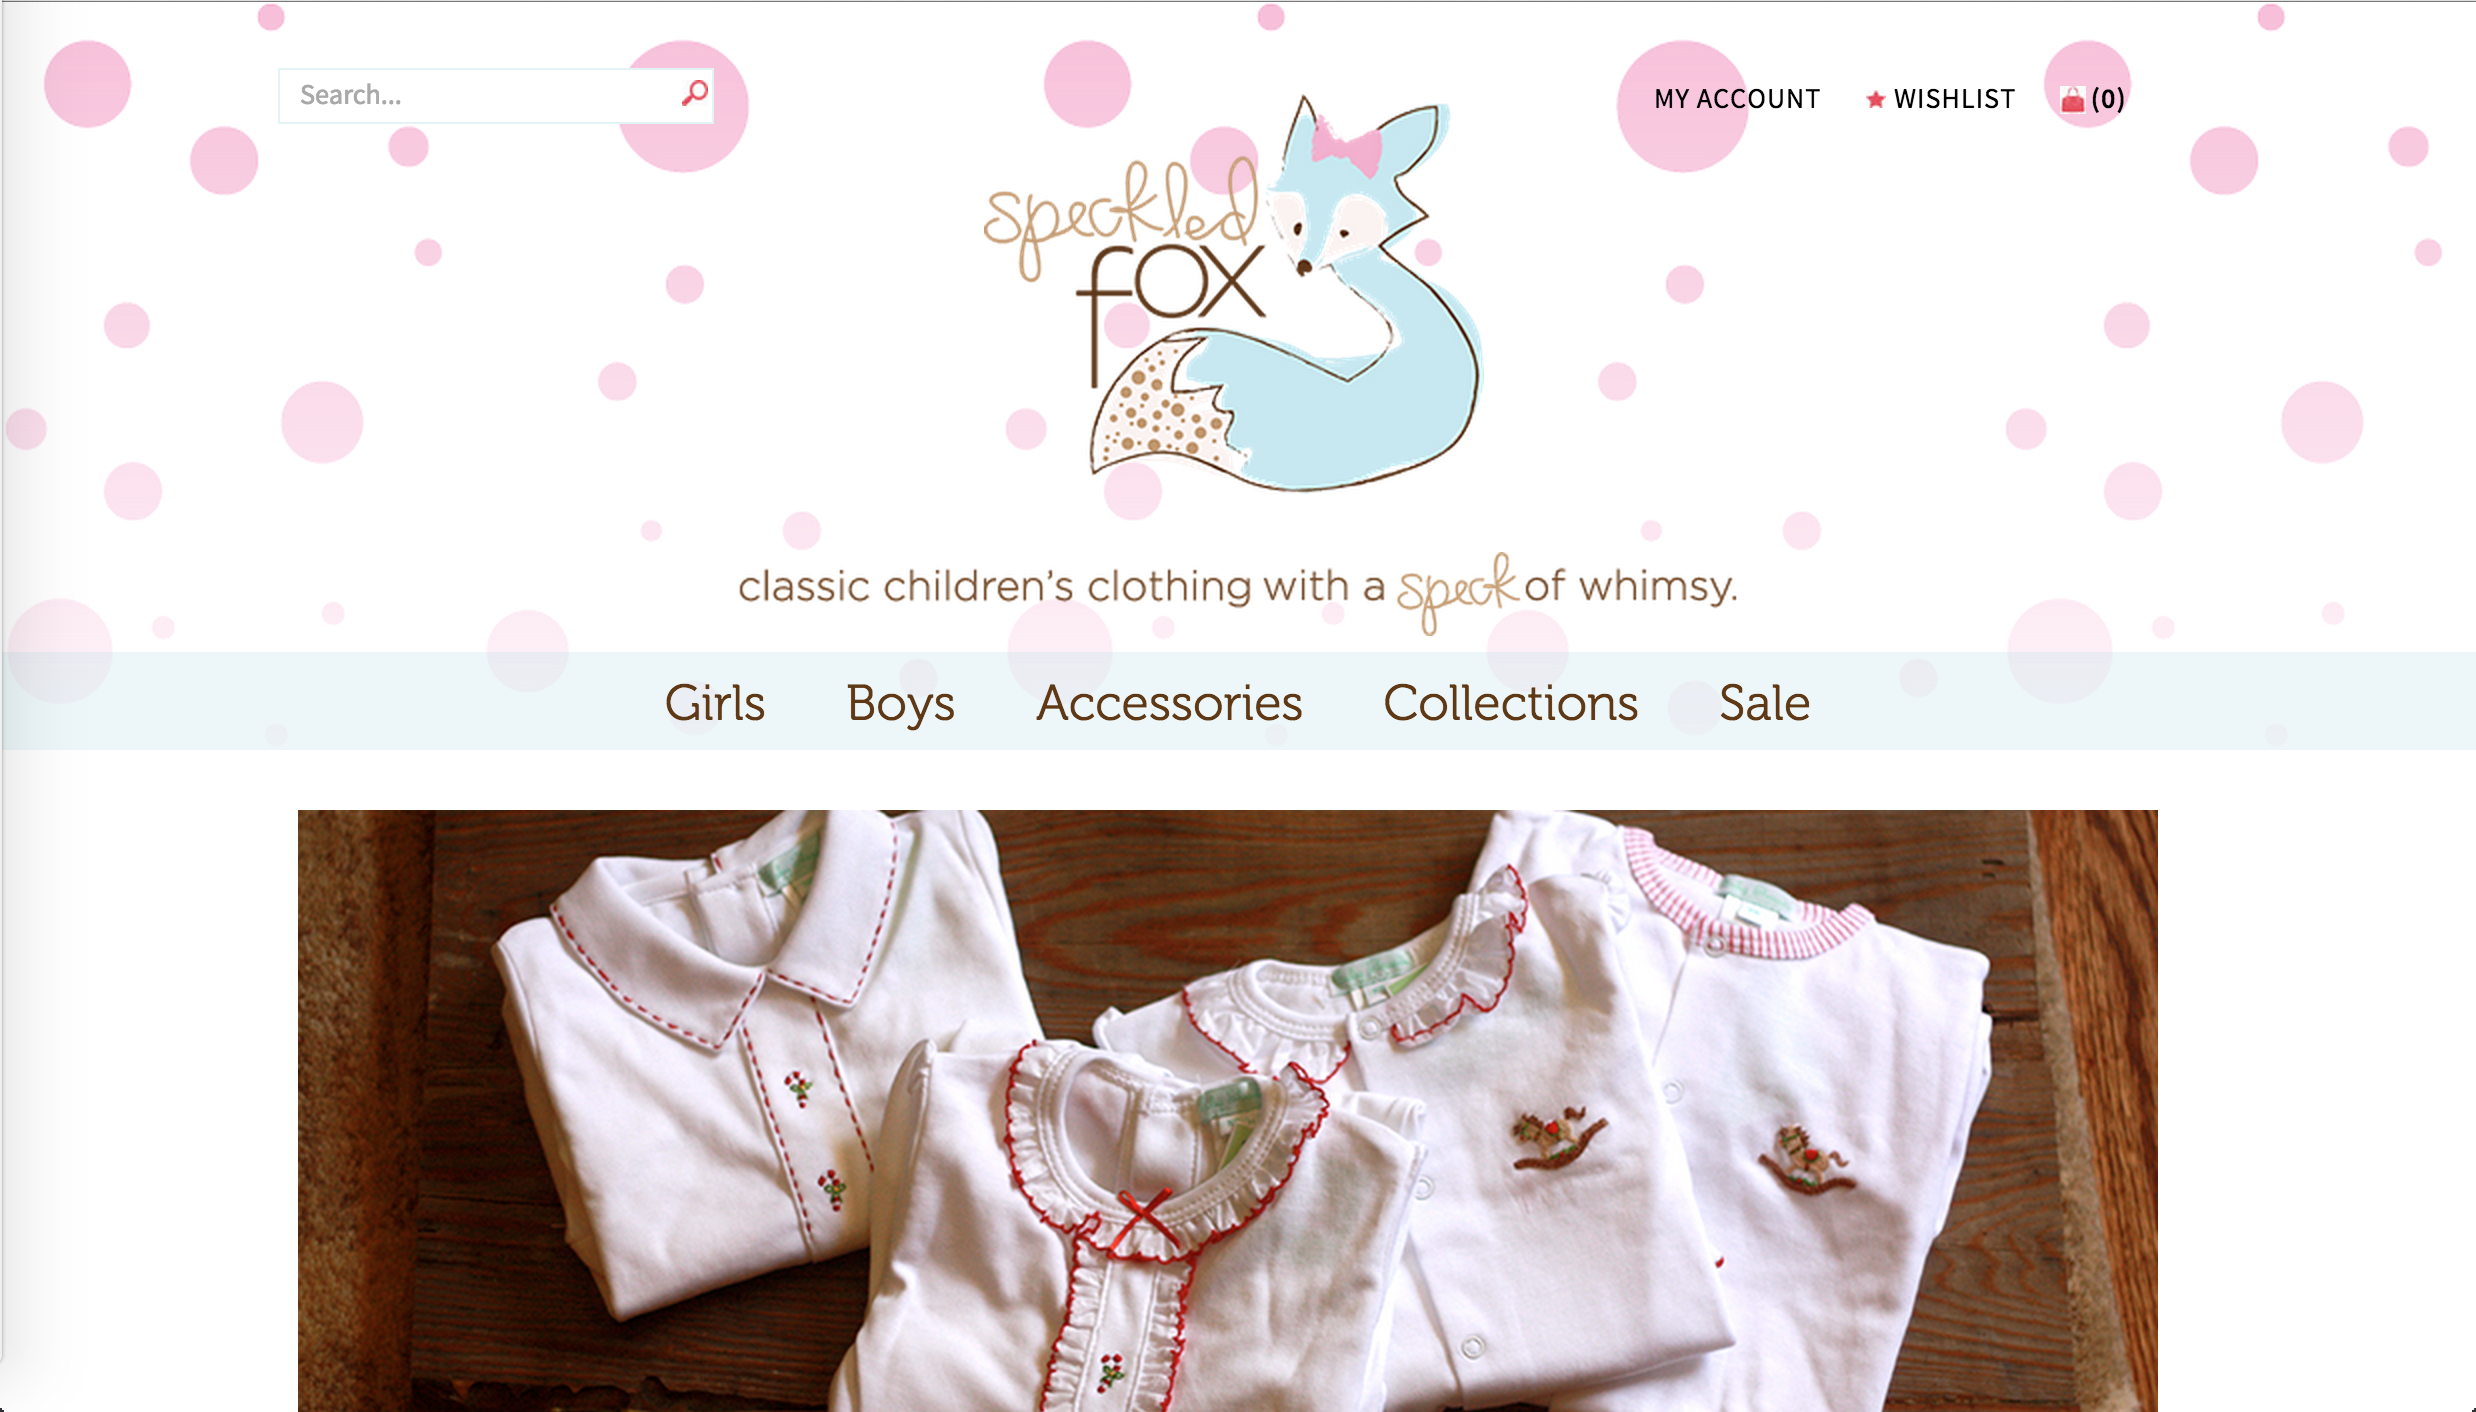 Search...
MY ACCOUNT
WISHLIST
(0)
speckled
fox
classic children's clothing with a speck of whimsy.
Girls
Boys
Accessories
Collections
Sale